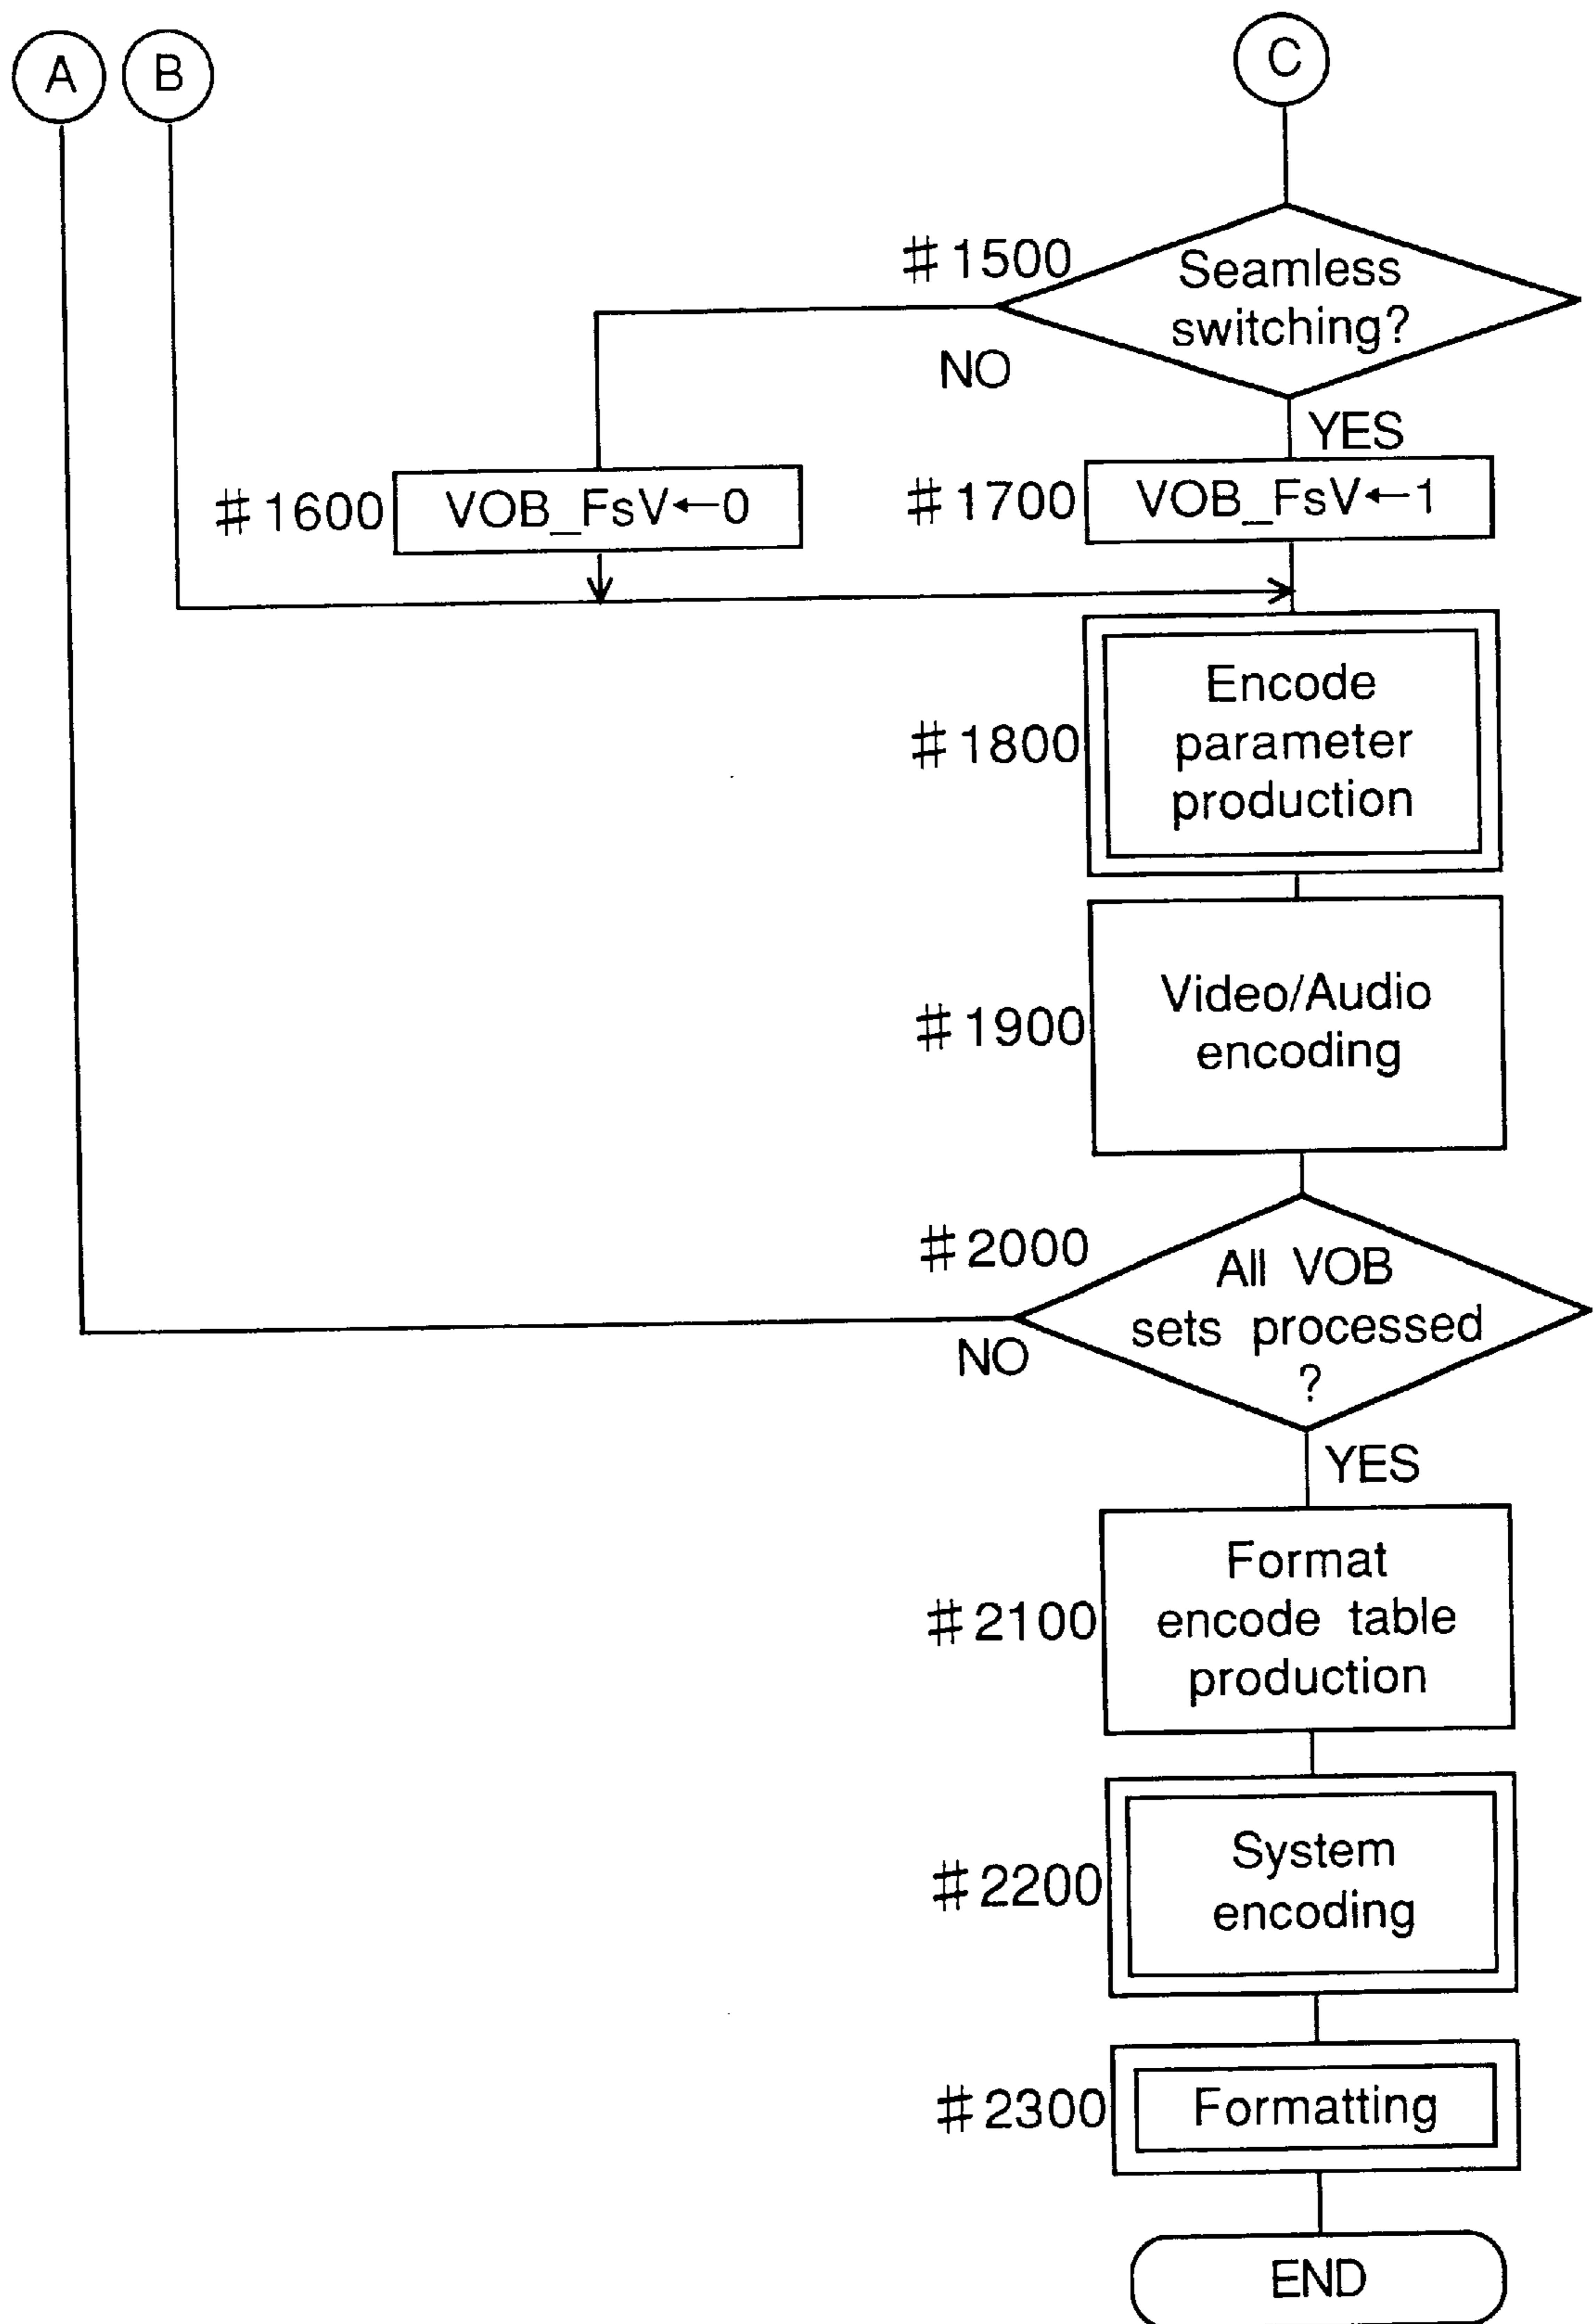 A
B
C
#1500
Seamless
switching?
NO
YES
#1600
VOB_FsV←0
#1700
VOB_FsV←1
#1800
Encode
parameter
production
#1900
Video/Audio
encoding
#2000
All VOB
sets processed
?
NO
YES
#2100
Format
encode table
production
#2200
System
encoding
#2300
Formatting
END